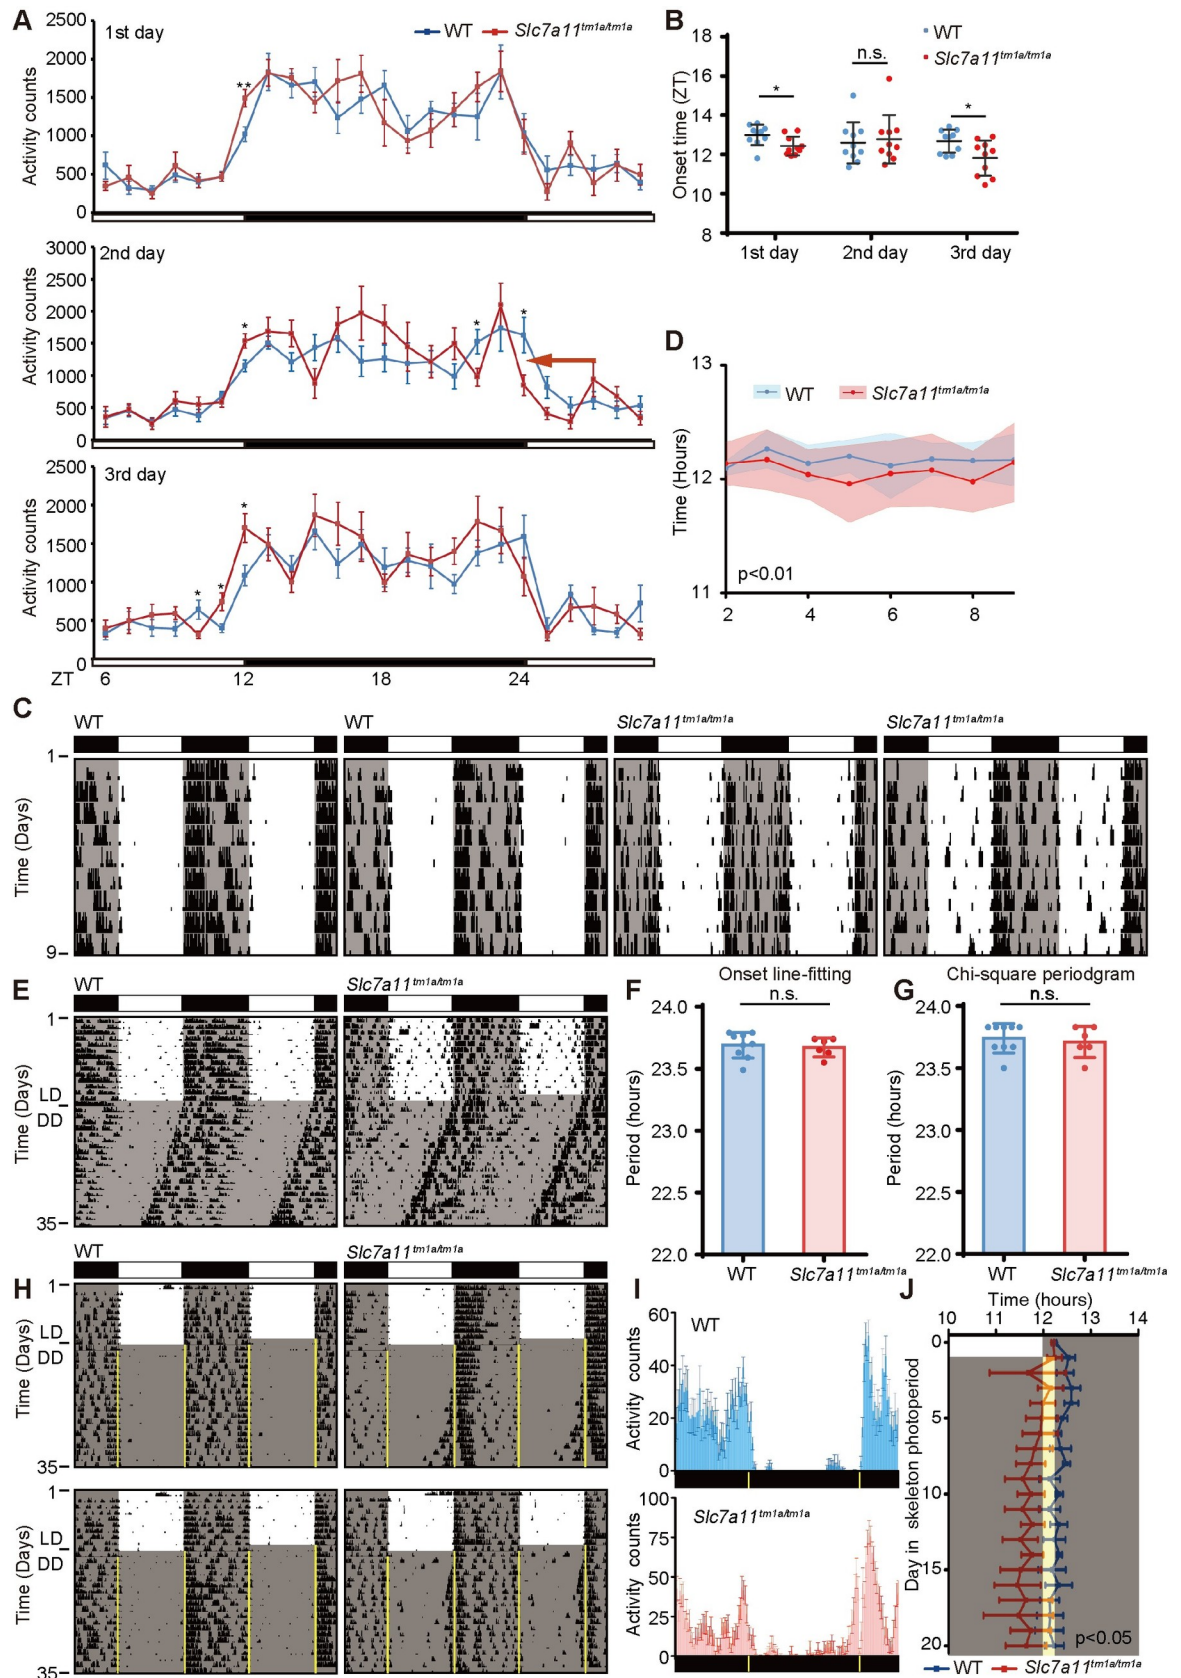 A
2500
1st day
WT
Slc7a11tm1a/tm1a
2000
1500
1000
500
0
Activity counts
**
3000
2nd day
2500
2000
1500
1000
500
0
Activity counts
*
*
*
2500
3rd day
2000
1500
1000
500
0
Activity counts
*
*
*
ZT
6
12
18
24
B
18
16
14
12
10
8
Onset time (ZT)
WT
Slc7a11tm1a/tm1a
*
n.s.
*
1st day
2nd day
3rd day
D
13
12
11
Time (Hours)
WT
Slc7a11tm1a/tm1a
p<0.01
2
4
6
8
C
WT
WT
Slc7a11tm1a/tm1a
Slc7a11tm1a/tm1a
1
9
Time (Days)
E
WT
Slc7a11tm1a/tm1a
1
LD
DD
35
Time (Days)
F
Onset line-fitting
n.s.
24.0
23.5
23.0
22.5
22.0
Period (hours)
WT
Slc7a11tm1a/tm1a
G
Chi-square periodgram
n.s.
24.0
23.5
23.0
22.5
22.0
Period (hours)
WT
Slc7a11tm1a/tm1a
H
WT
Slc7a11tm1a/tm1a
1
LD
DD
35
Time (Days)
1
LD
DD
35
Time (Days)
I
60
40
20
0
WT
Activity counts
100
75
50
25
0
Slc7a11tm1a/tm1a
Activity counts
J
Time (hours)
10
11
12
13
14
0
5
10
15
20
Day in skeleton photoperiod
p<0.05
WT
Slc7a11tm1a/tm1a